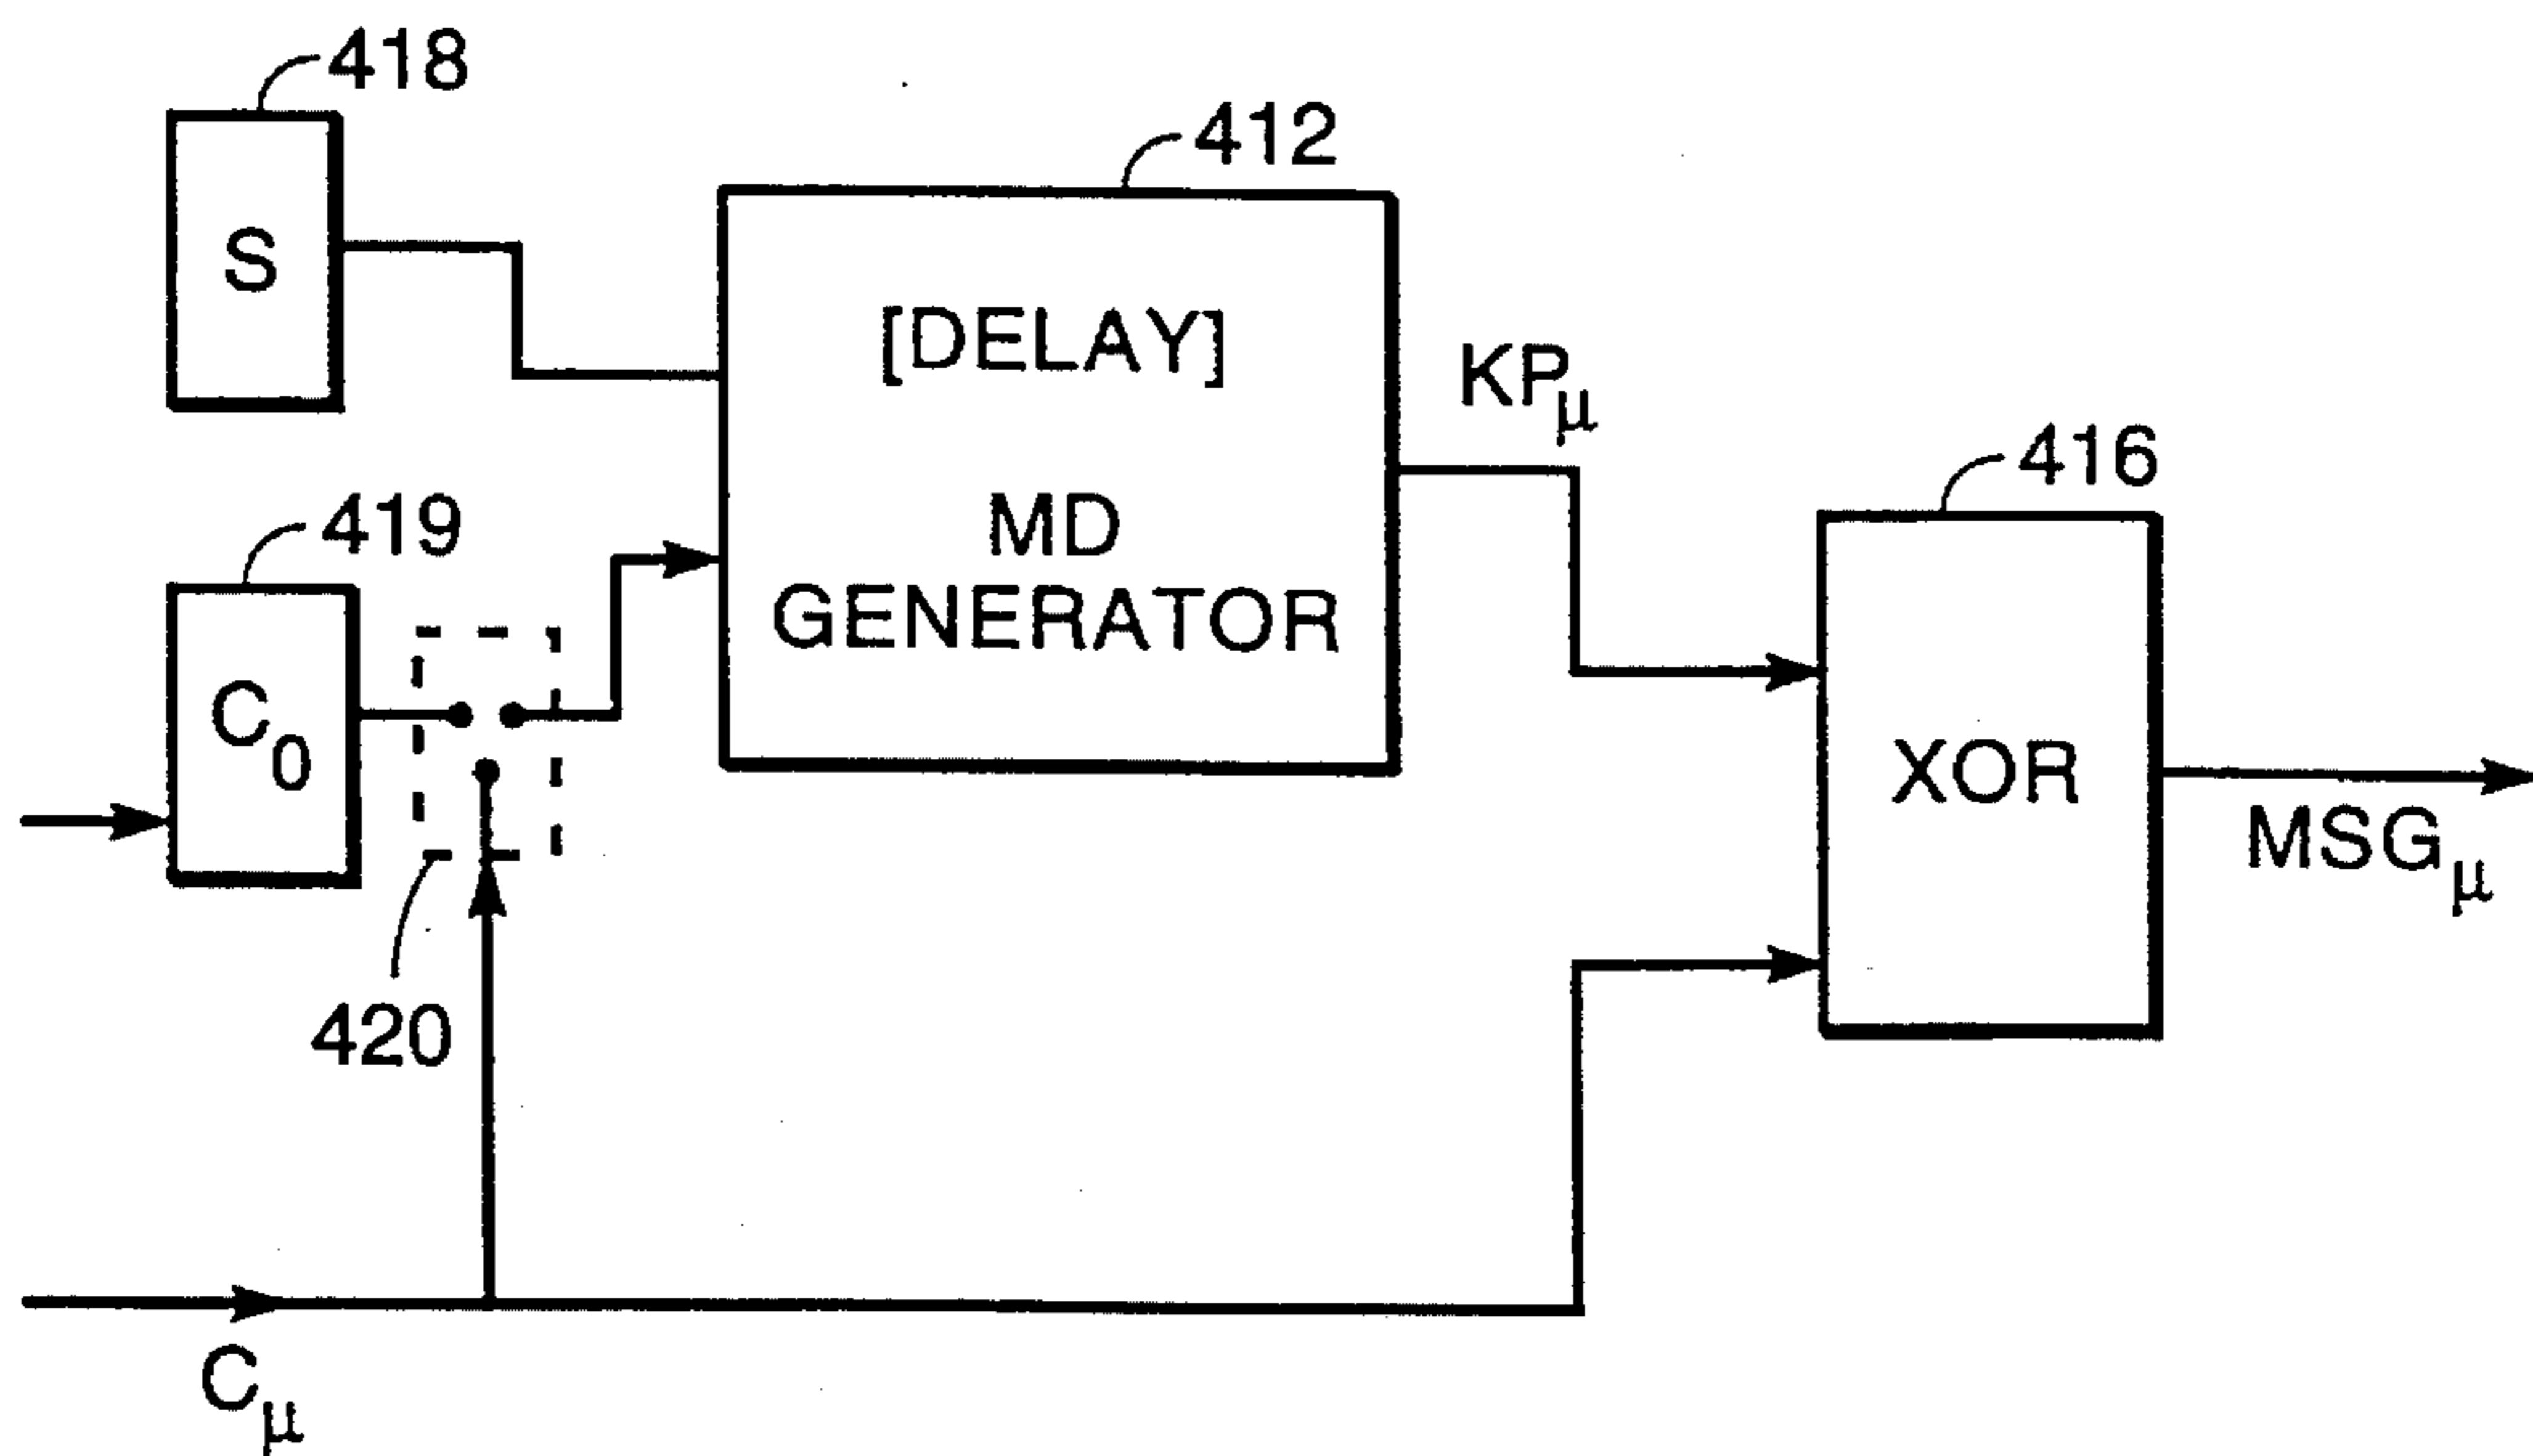 418
S
412
[DELAY]
MD
GENERATOR
KPμ
416
XOR
MSGμ
419
C0
420
Cμ